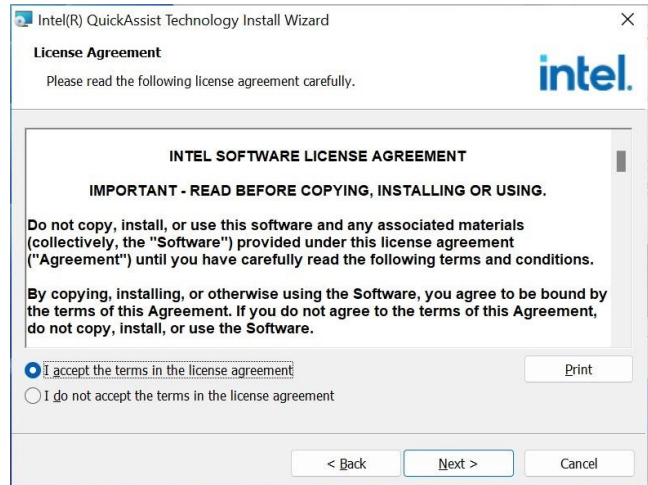 Intel(R) QuickAssist Technology Install Wizard
License Agreement
Please read the following license agreement carefully.
intel.
INTEL SOFTWARE LICENSE AGREEMENT
IMPORTANT - READ BEFORE COPYING, INSTALLING OR USING.
Do not copy, install, or use this software and any associated materials
(collectively, the "Software") provided under this license agreement
("Agreement") until you have carefully read the following terms and conditions.
By copying, installing, or otherwise using the Software, you agree to be bound by
the terms of this Agreement. If you do not agree to the terms of this Agreement,
do not copy, install, or use the Software.
I accept the terms in the license agreement
Print
I do not accept the terms in the license agreement
< Back
Next >
Cancel